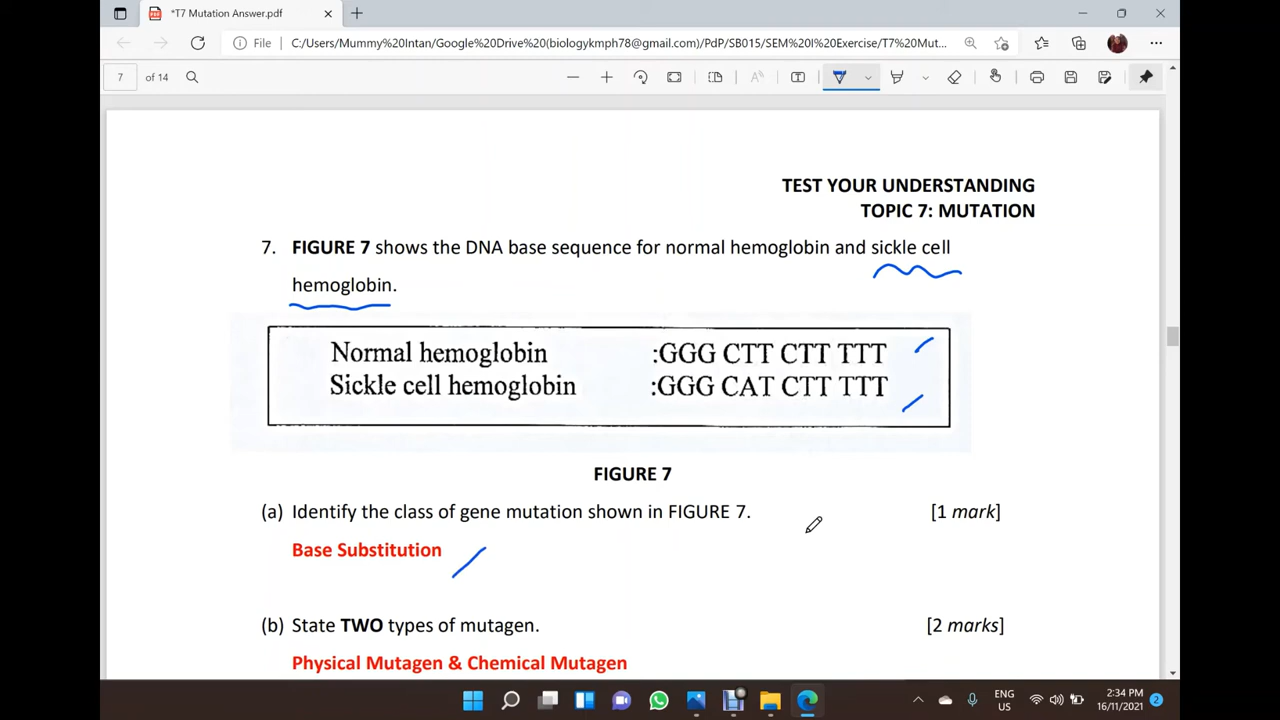 *T7 Mutation Answer.pdf
File
C:/Users/Mummy%20Intan/Google%20Drive%20(biologykmph78@gmail.com)/PdP/SB015/SEM%20I%20Exercise/T7%20Mut...
7 of 14
TEST YOUR UNDERSTANDING
TOPIC 7: MUTATION
7. FIGURE 7 shows the DNA base sequence for normal hemoglobin and sickle cell
hemoglobin.
Normal hemoglobin :GGG CTT CTT TTT
Sickle cell hemoglobin :GGG CAT CTT TTT
FIGURE 7
(a) Identify the class of gene mutation shown in FIGURE 7. [1 mark]
Base Substitution
(b) State TWO types of mutagen. [2 marks]
Physical Mutagen & Chemical Mutagen
ENG
US
2:34 PM
16/11/2021
2